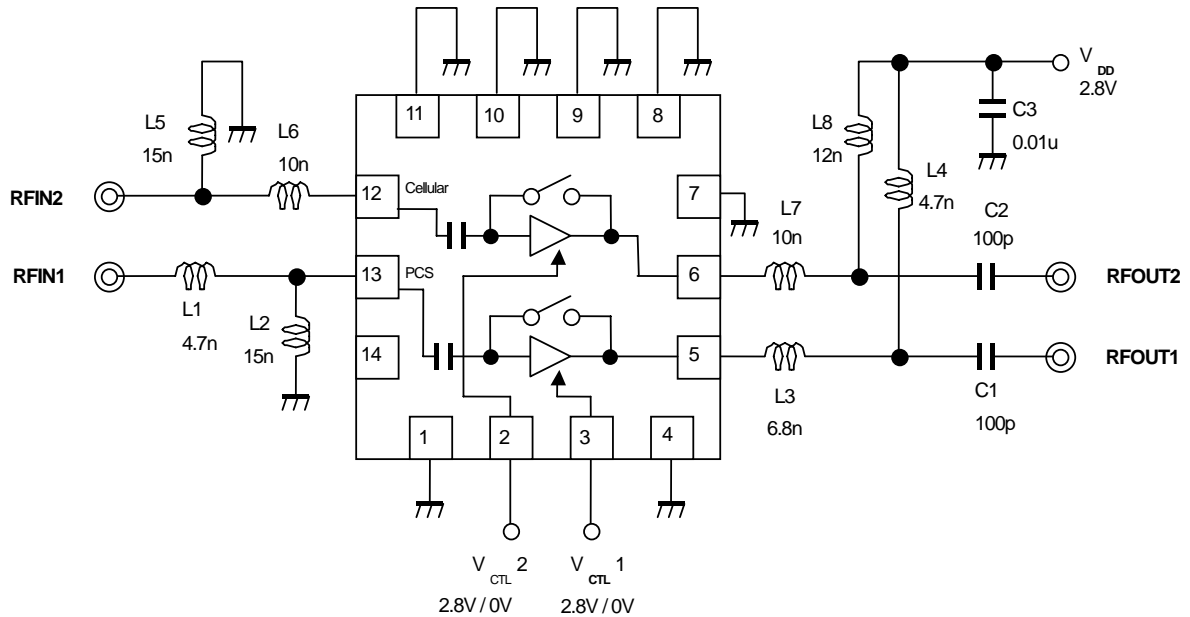 11
10
9
8
V DD
2.8V
C3
0.01u
L5
15n
L6
10n
L8
12n
L4
4.7n
RFIN2
12
Cellular
7
L7
10n
C2
100p
RFIN1
13
PCS
6
RFOUT2
L1
4.7n
L2
15n
14
5
RFOUT1
L3
6.8n
C1
100p
1
2
3
4
V CTL 2
2.8V / 0V
V CTL 1
2.8V / 0V